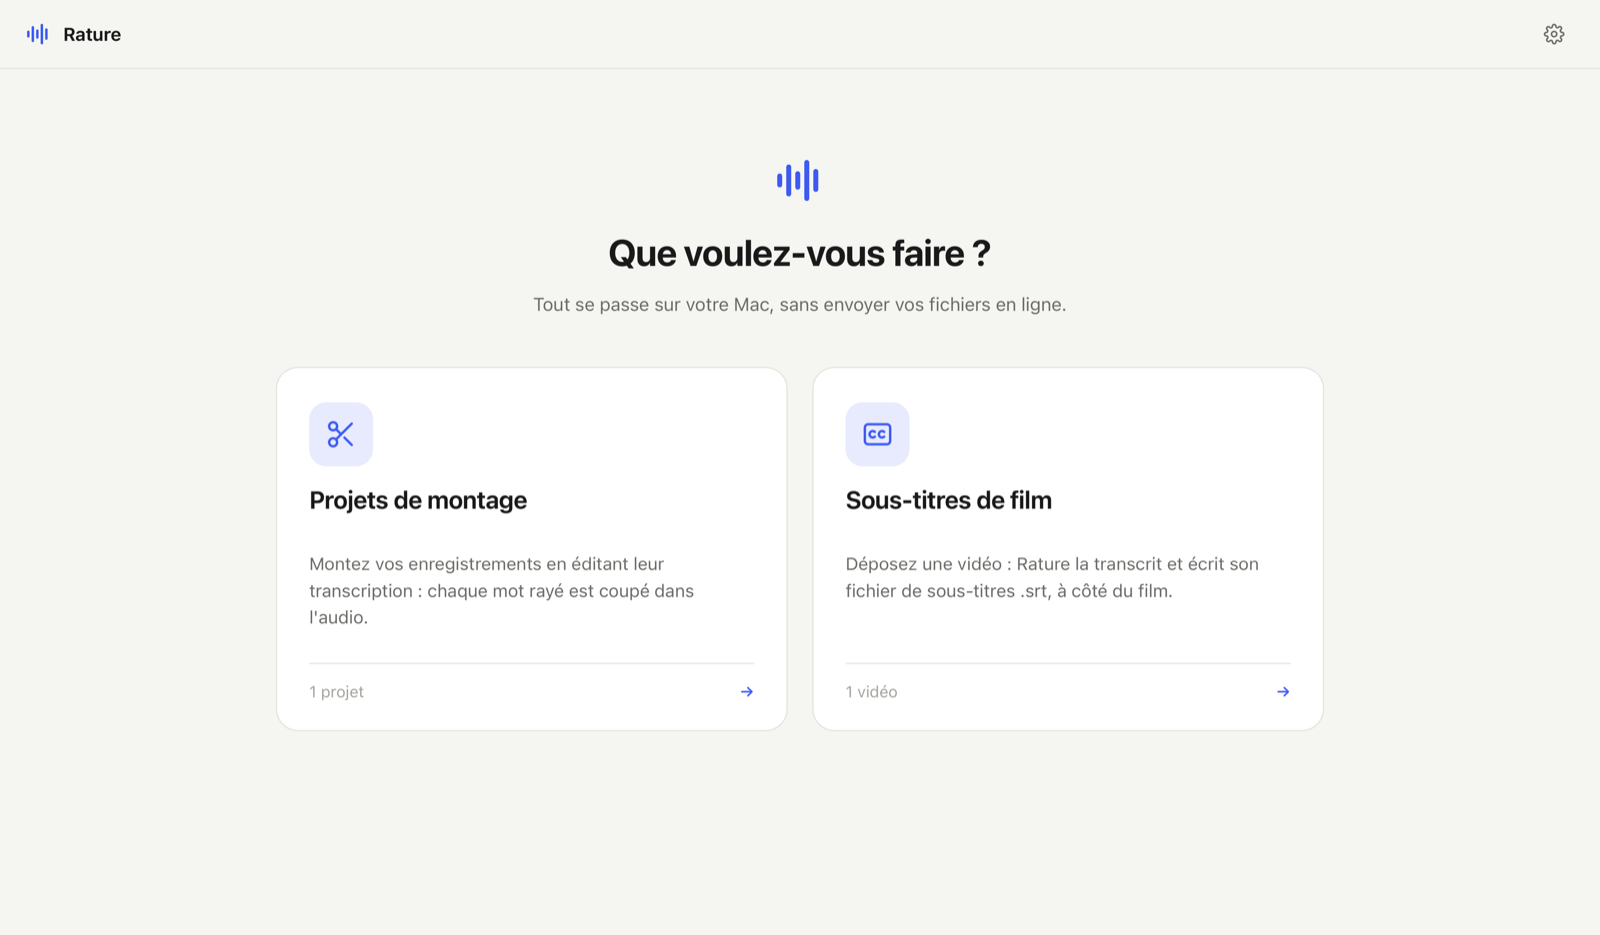 Rature
Que voulez-vous faire ?
Tout se passe sur votre Mac, sans envoyer vos fichiers en ligne.
Projets de montage
Montez vos enregistrements en éditant leur
transcription : chaque mot rayé est coupé dans
l'audio.
1 projet
CC
Sous-titres de film
Déposez une vidéo : Rature la transcrit et écrit son
fichier de sous-titres .srt, à côté du film.
1 vidéo